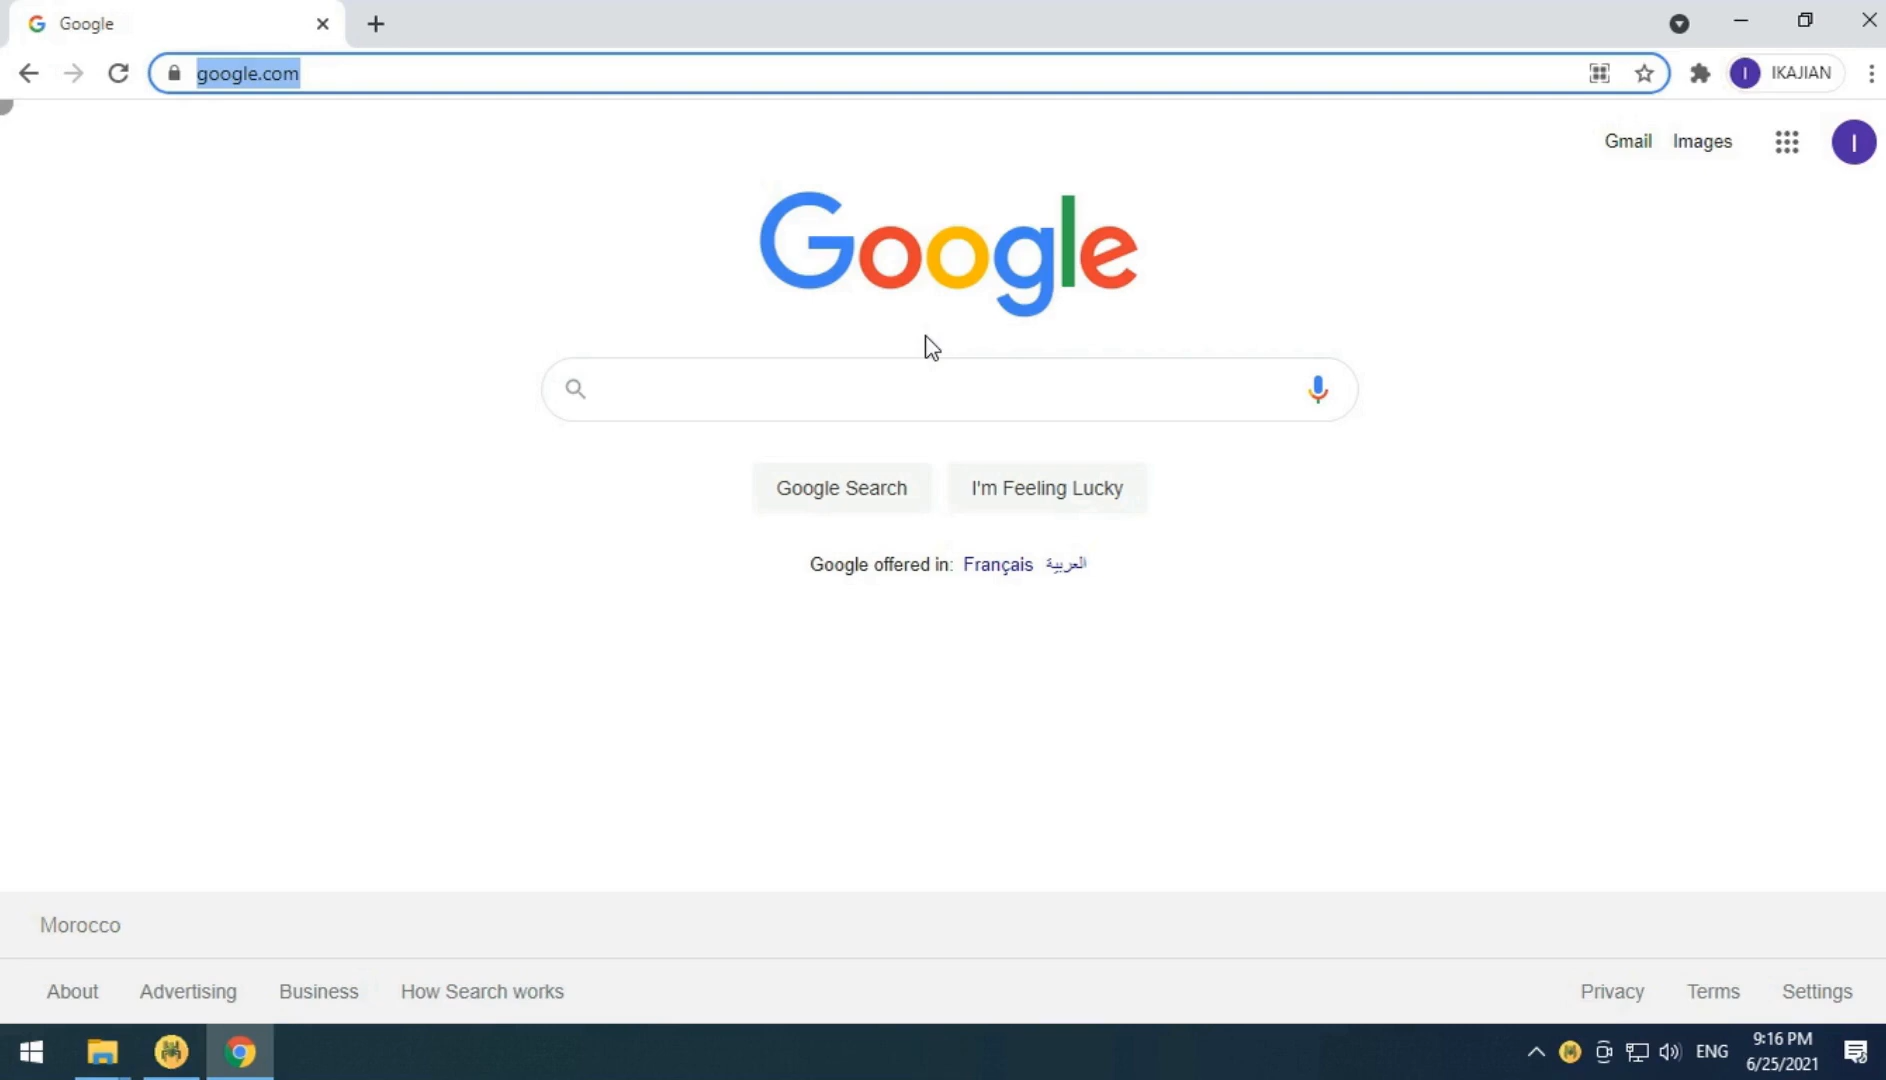 Google
google.com
I IKAJIAN
Gmail Images I
Google
Google Search I'm Feeling Lucky
Google offered in: Français العربية
Morocco
About Advertising Business How Search works Privacy Terms Settings
ENG 9:16 PM
6/25/2021